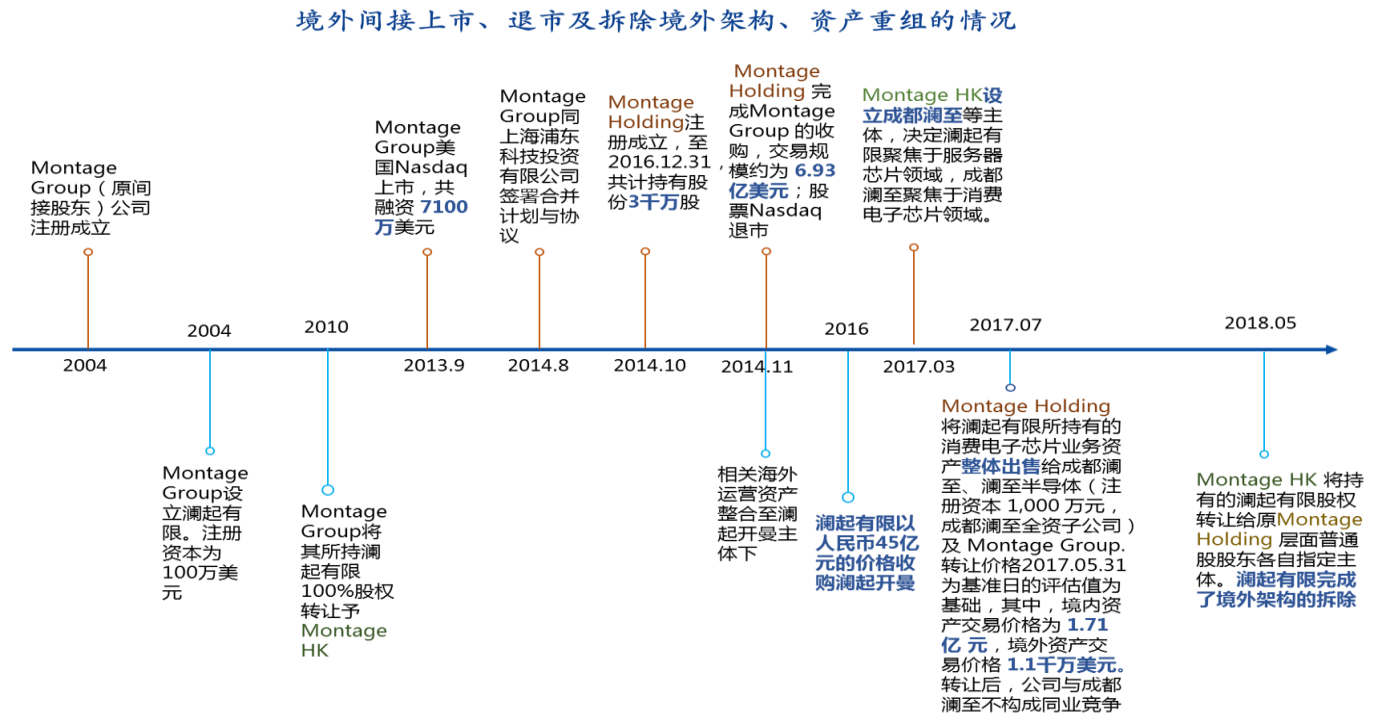 境外间接上市、退市及拆除境外架构、资产重组的情况
Montage
Group（原间
接股东）公司
注册成立
Montage
Group美
国Nasdaq
上市，共
融资 7100
万美元
Montage
Group同
上海浦东
科技投资
有限公司
签署合并
计划与协
议
Montage
Holding注
册成立，至
2016.12.31，
共计持有股
份3千万股
Montage
Holding 完
成Montage
Group 的收
购，交易规
模约为 6.93
亿美元；股
票Nasdaq
退市
Montage HK设
立成都澜至等主
体，决定澜起有
限聚焦于服务器
芯片领域，成都
澜至聚焦于消费
电子芯片领域。
2004
2010
2016
2017.07
2018.05
2004
2013.9
2014.8
2014.10
2014.11
2017.03
Montage
Group设
立澜起有
限。注册
资本为
100万美
元
Montage
Group将
其所持澜
起有限
100%股权
转让予
Montage
HK
相关海外
运营资产
整合至澜
起开曼主
体下
澜起有限以
人民币45亿
元的价格收
购澜起开曼
Montage Holding
将澜起有限所持有的
消费电子芯片业务资
产整体出售给成都澜
至、澜至半导体（注
册资本 1,000 万元，
成都澜至全资子公司）
及 Montage Group.
转让价格2017.05.31
为基准日的评估值为
基础，其中，境内资
产交易价格为 1.71
亿 元，境外资产交
易价格 1.1千万美元。
转让后，公司与成都
澜至不构成同业竞争
Montage HK 将持
有的澜起有限股权
转让给原Montage
Holding 层面普通
股股东各自指定主
体。澜起有限完成
了境外架构的拆除